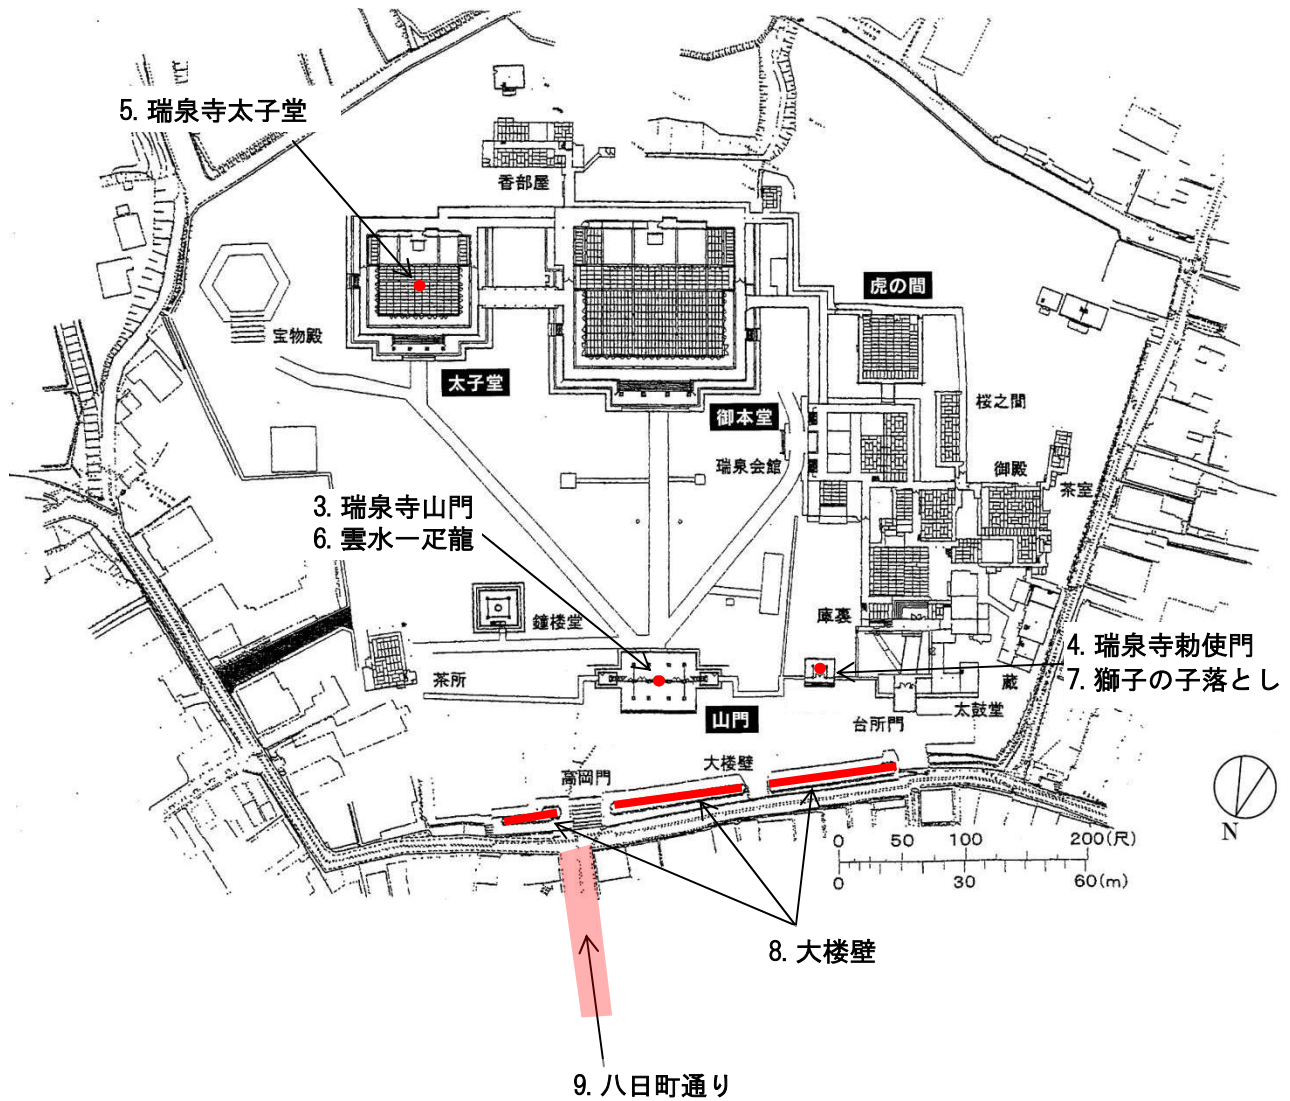 5. 瑞泉寺太子堂
香部屋
虎の間
宝物殿
太子堂
御本堂
桜之間
瑞泉会館
御殿
茶室
3. 瑞泉寺山門
6. 雲水一疋龍
鐘楼堂
庫裏
4. 瑞泉寺勅使門
7. 獅子の子落とし
茶所
蔵
太鼓堂
山門
台所門
大楼壁
高岡門
N
0 50 100 200(尺)
0 30 60(m)
8. 大楼壁
9. 八日町通り